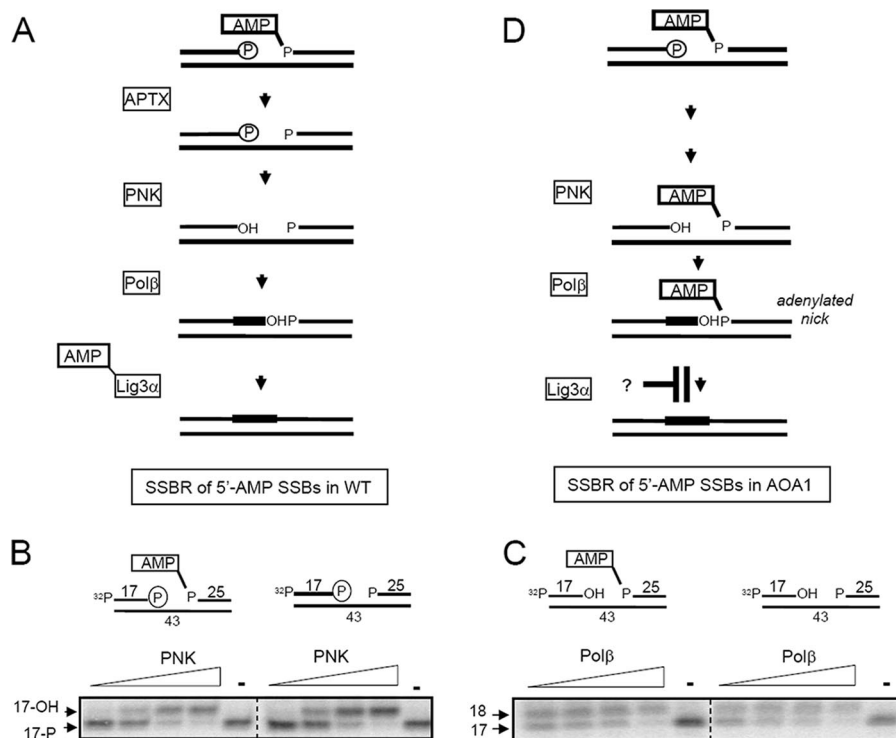 A
AMP
P
P
APTX
P
P
PNK
OH
P
Polβ
OHP
AMP
Lig3α
SSBR of 5'-AMP SSBs in WT
D
AMP
P
P
PNK
AMP
OH
P
Polβ
AMP
OHP
adenylated
nick
Lig3α
?
SSBR of 5'-AMP SSBs in AOA1
B
AMP
32P 17 P P 25
43
32P 17 P P 25
43
PNK -
PNK -
17-OH
17-P
C
AMP
32P 17 OH P 25
43
32P 17 OH P 25
43
Polβ -
Polβ -
18
17